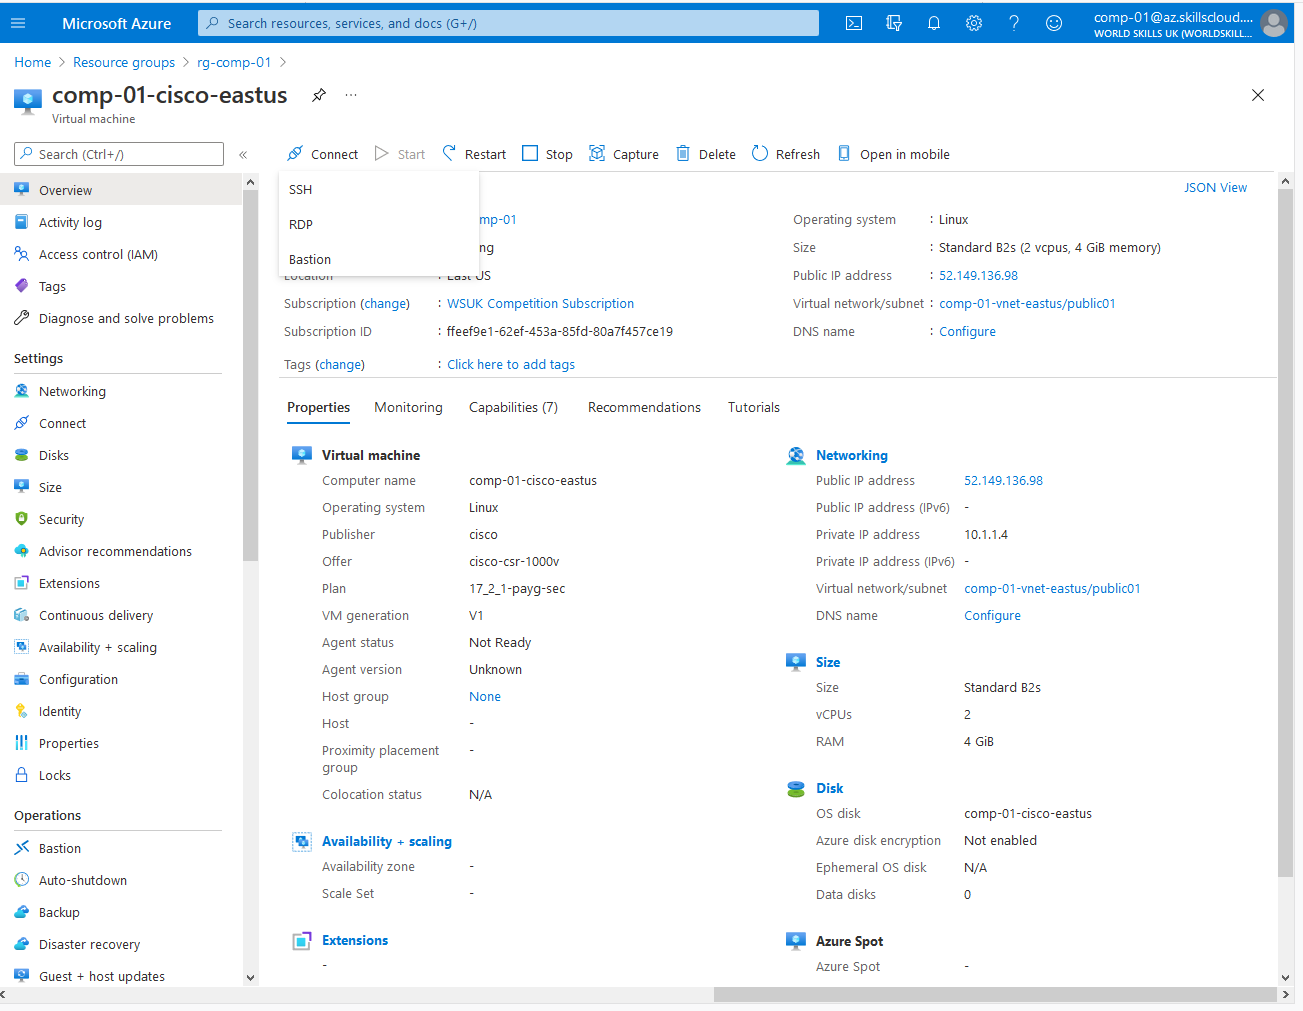 Microsoft Azure
Search resources, services, and docs (G+/)
comp-01@az.skillscloud....
WORLD SKILLS UK (WORLDSKILL...
Home > Resource groups > rg-comp-01 >
comp-01-cisco-eastus
Virtual machine
Search (Ctrl+/)
«
Connect Start Restart Stop Capture Delete Refresh Open in mobile
SSH
RDP
Bastion
JSON View
Overview
Activity log
Access control (IAM)
Tags
Diagnose and solve problems
Settings
Networking
Connect
Disks
Size
Security
Advisor recommendations
Extensions
Continuous delivery
Availability + scaling
Configuration
Identity
Properties
Locks
Operations
Bastion
Auto-shutdown
Backup
Disaster recovery
Guest + host updates
mp-01
ng
Location : East US
Subscription (change) : WSUK Competition Subscription
Subscription ID : ffeef9e1-62ef-453a-85fd-80a7f457ce19
Tags (change) : Click here to add tags
Operating system : Linux
Size : Standard B2s (2 vcpus, 4 GiB memory)
Public IP address : 52.149.136.98
Virtual network/subnet : comp-01-vnet-eastus/public01
DNS name : Configure
Properties Monitoring Capabilities (7) Recommendations Tutorials
Virtual machine
Computer name comp-01-cisco-eastus
Operating system Linux
Publisher cisco
Offer cisco-csr-1000v
Plan 17_2_1-payg-sec
VM generation V1
Agent status Not Ready
Agent version Unknown
Host group None
Host -
Proximity placement -
group
Colocation status N/A
Availability + scaling
Availability zone -
Scale Set -
Extensions
-
Networking
Public IP address 52.149.136.98
Public IP address (IPv6) -
Private IP address 10.1.1.4
Private IP address (IPv6) -
Virtual network/subnet comp-01-vnet-eastus/public01
DNS name Configure
Size
Size Standard B2s
vCPUs 2
RAM 4 GiB
Disk
OS disk comp-01-cisco-eastus
Azure disk encryption Not enabled
Ephemeral OS disk N/A
Data disks 0
Azure Spot
Azure Spot -